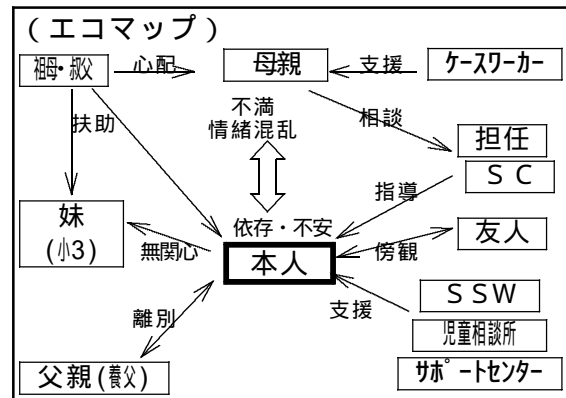 (エコマップ)
祖母・叔父
心配
母親
支援
ケースワーカー
不満
情緒混乱
扶助
相談
担任
SC
指導
妹
(小3)
無関心
依存・不安
本人
傍観
友人
離別
支援
SSW
児童相談所
サポートセンター
父親(養父)